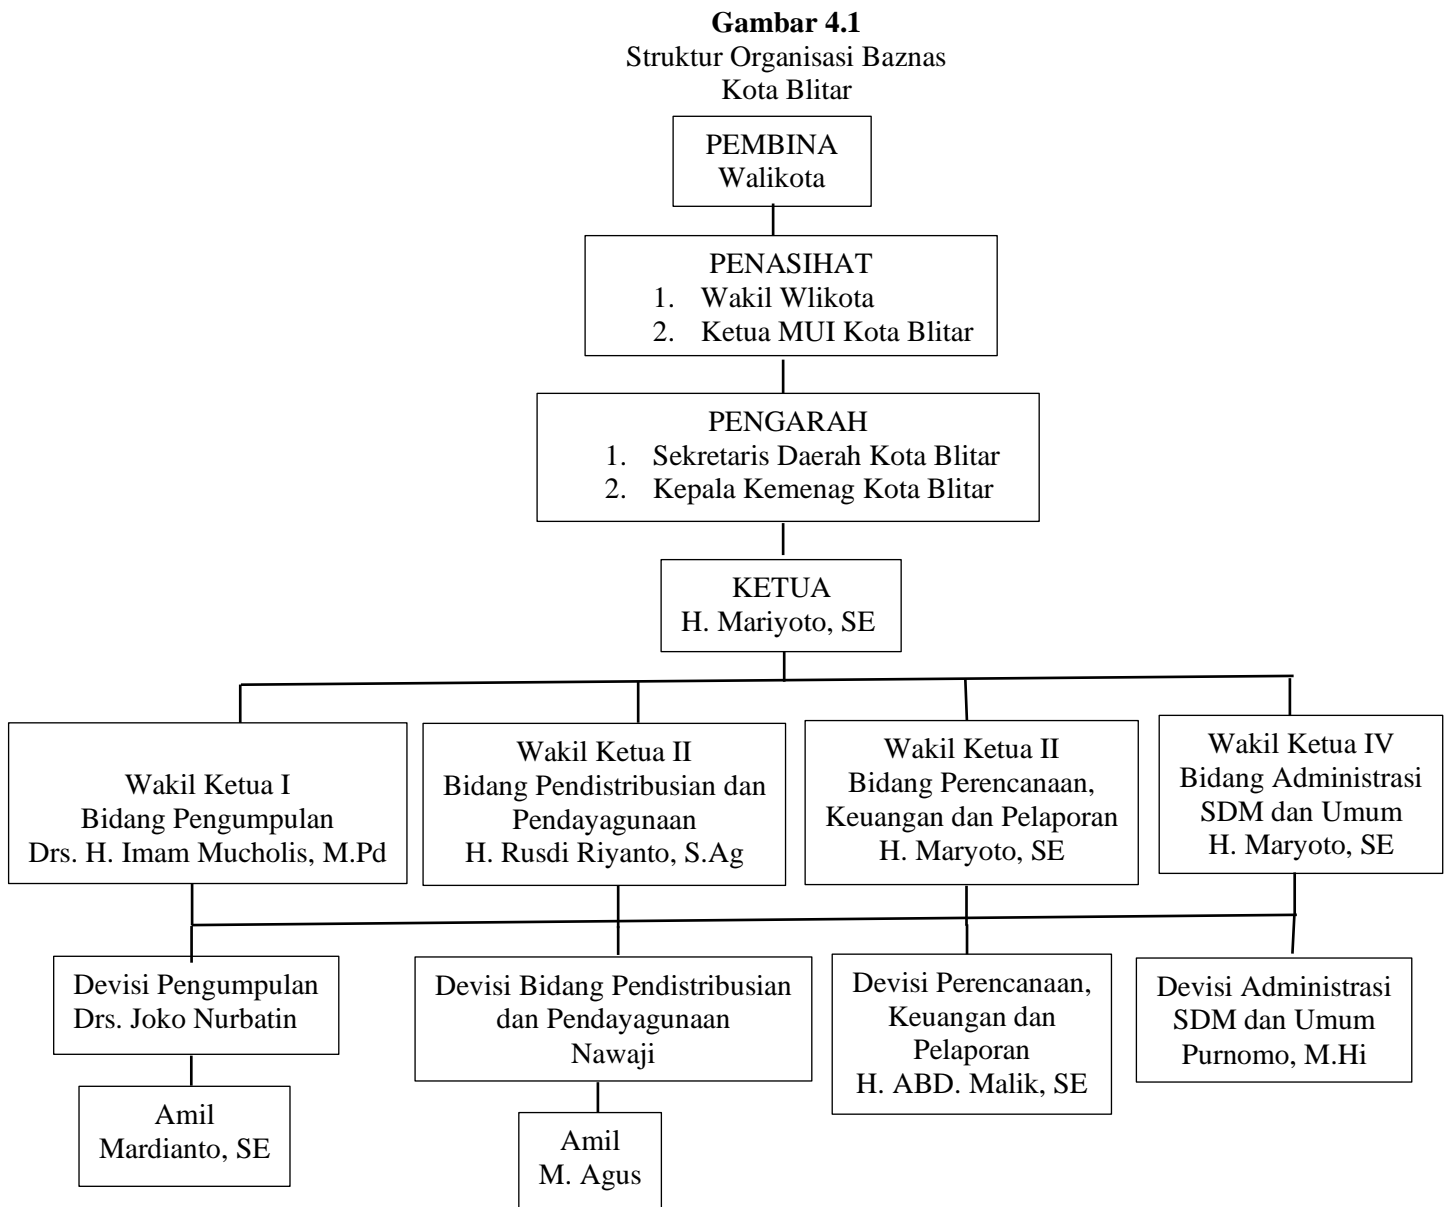 Gambar 4.1
Struktur Organisasi Baznas
Kota Blitar
PEMBINA
Walikota
PENASIHAT
1. Wakil Wlikota
2. Ketua MUI Kota Blitar
PENGARAH
1. Sekretaris Daerah Kota Blitar
2. Kepala Kemenag Kota Blitar
KETUA
H. Mariyoto, SE
Wakil Ketua I
Bidang Pengumpulan
Drs. H. Imam Mucholis, M.Pd
Wakil Ketua II
Bidang Pendistribusian dan
Pendayagunaan
H. Rusdi Riyanto, S.Ag
Wakil Ketua II
Bidang Perencanaan,
Keuangan dan Pelaporan
H. Maryoto, SE
Wakil Ketua IV
Bidang Administrasi
SDM dan Umum
H. Maryoto, SE
Devisi Pengumpulan
Drs. Joko Nurbatin
Devisi Bidang Pendistribusian
dan Pendayagunaan
Nawaji
Devisi Perencanaan,
Keuangan dan
Pelaporan
H. ABD. Malik, SE
Devisi Administrasi
SDM dan Umum
Purnomo, M.Hi
Amil
Mardianto, SE
Amil
M. Agus